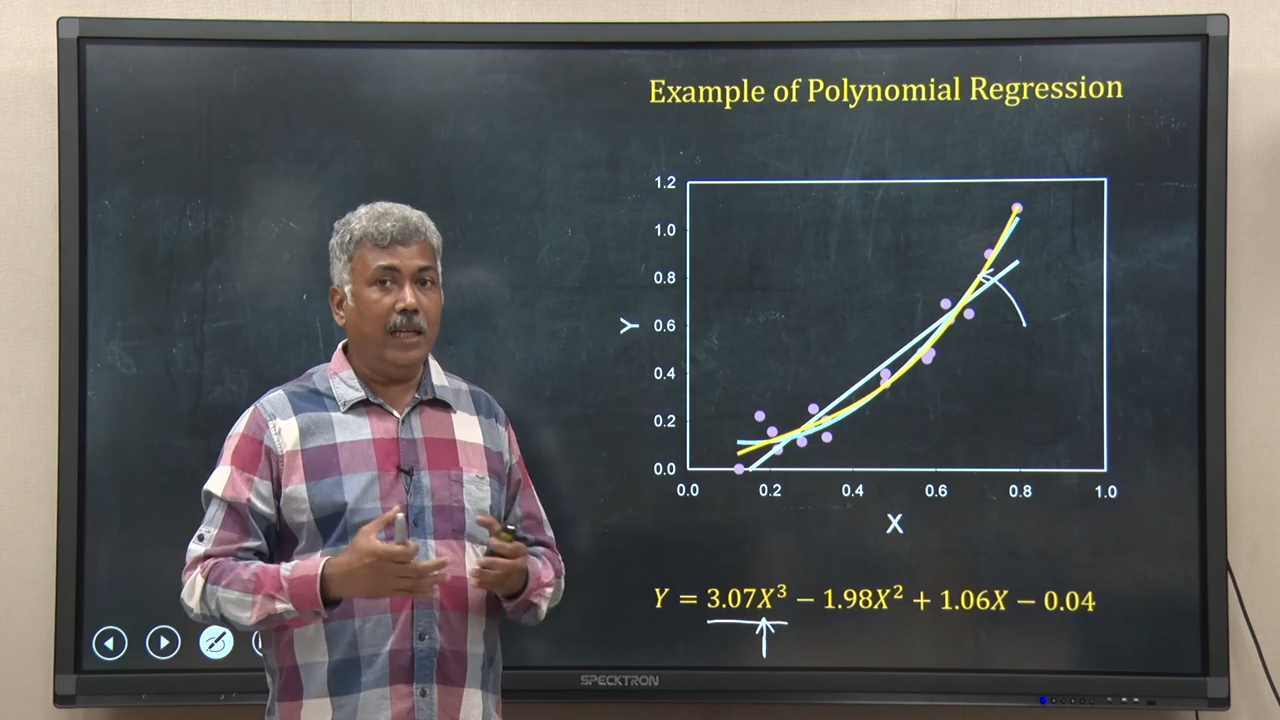 Example of Polynomial Regression
1.2
1.0
0.8
0.6
0.4
0.2
0.0
Y
0.0 0.2 0.4 0.6 0.8 1.0
X
Y = 3.07X³ − 1.98X² + 1.06X − 0.04
SPECKTRON